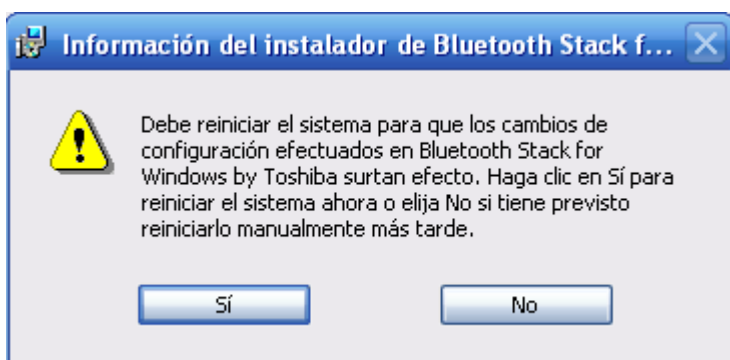 Información del instalador de Bluetooth Stack f...
Debe reiniciar el sistema para que los cambios de
configuración efectuados en Bluetooth Stack for
Windows by Toshiba surtan efecto. Haga clic en Sí para
reiniciar el sistema ahora o elija No si tiene previsto
reiniciarlo manualmente más tarde.
Sí
No